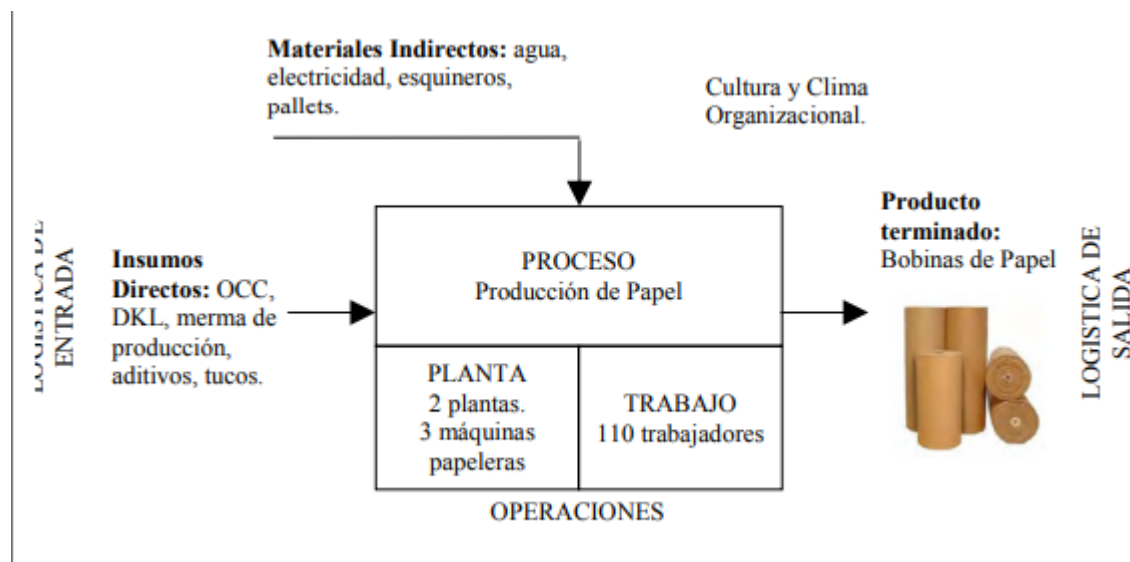 Materiales Indirectos: agua,
electricidad, esquineros,
pallets.
Cultura y Clima
Organizacional.
ENTRADA
Insumos
Directos: OCC,
DKL, merma de
producción,
aditivos, tucos.
PROCESO
Producción de Papel
PLANTA
2 plantas.
3 máquinas
papeleras
TRABAJO
110 trabajadores
OPERACIONES
Producto
terminado:
Bobinas de Papel
LOGISTICA DE
SALIDA